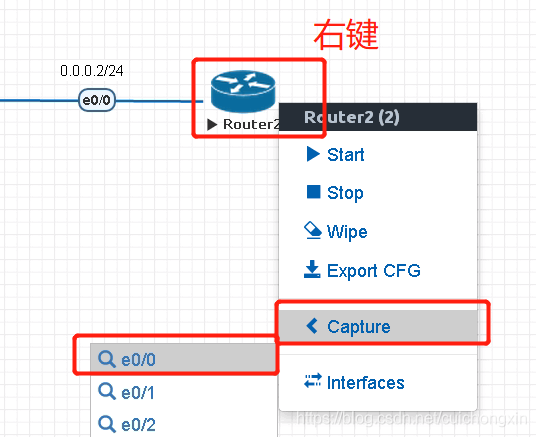 右键
0.0.0.2/24
e0/0
Router2
Router2 (2)
Start
Stop
Wipe
Export CFG
Capture
e0/0
e0/1
Interfaces
e0/2
https://blog.csdn.net/cuichongxin